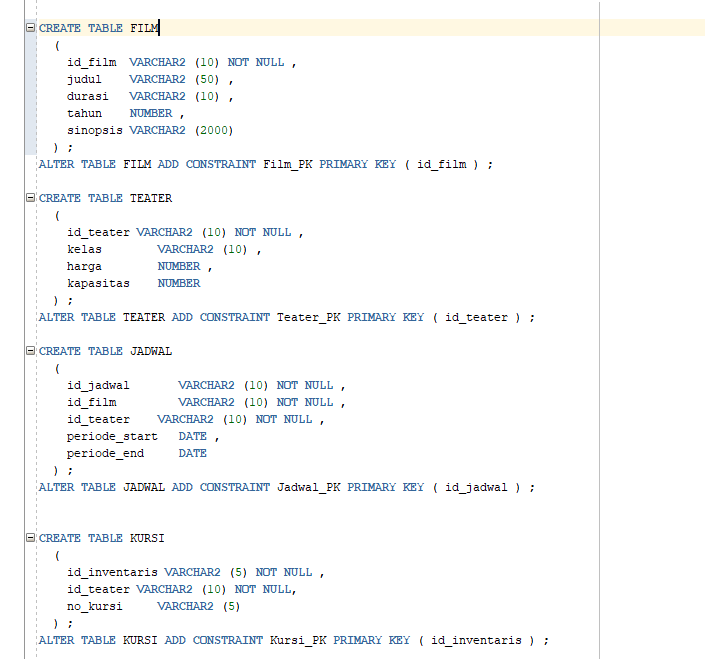 CREATE TABLE FILM
(
id_film VARCHAR2 (10) NOT NULL ,
judul VARCHAR2 (50) ,
durasi VARCHAR2 (10) ,
tahun NUMBER ,
sinopsis VARCHAR2 (2000)
) ;
ALTER TABLE FILM ADD CONSTRAINT Film_PK PRIMARY KEY ( id_film ) ;
CREATE TABLE TEATER
(
id_teater VARCHAR2 (10) NOT NULL ,
kelas VARCHAR2 (10) ,
harga NUMBER ,
kapasitas NUMBER
) ;
ALTER TABLE TEATER ADD CONSTRAINT Teater_PK PRIMARY KEY ( id_teater ) ;
CREATE TABLE JADWAL
(
id_jadwal VARCHAR2 (10) NOT NULL ,
id_film VARCHAR2 (10) NOT NULL ,
id_teater VARCHAR2 (10) NOT NULL ,
periode_start DATE ,
periode_end DATE
) ;
ALTER TABLE JADWAL ADD CONSTRAINT Jadwal_PK PRIMARY KEY ( id_jadwal ) ;
CREATE TABLE KURSI
(
id_inventaris VARCHAR2 (5) NOT NULL ,
id_teater VARCHAR2 (10) NOT NULL,
no_kursi VARCHAR2 (5)
) ;
ALTER TABLE KURSI ADD CONSTRAINT Kursi_PK PRIMARY KEY ( id_inventaris ) ;